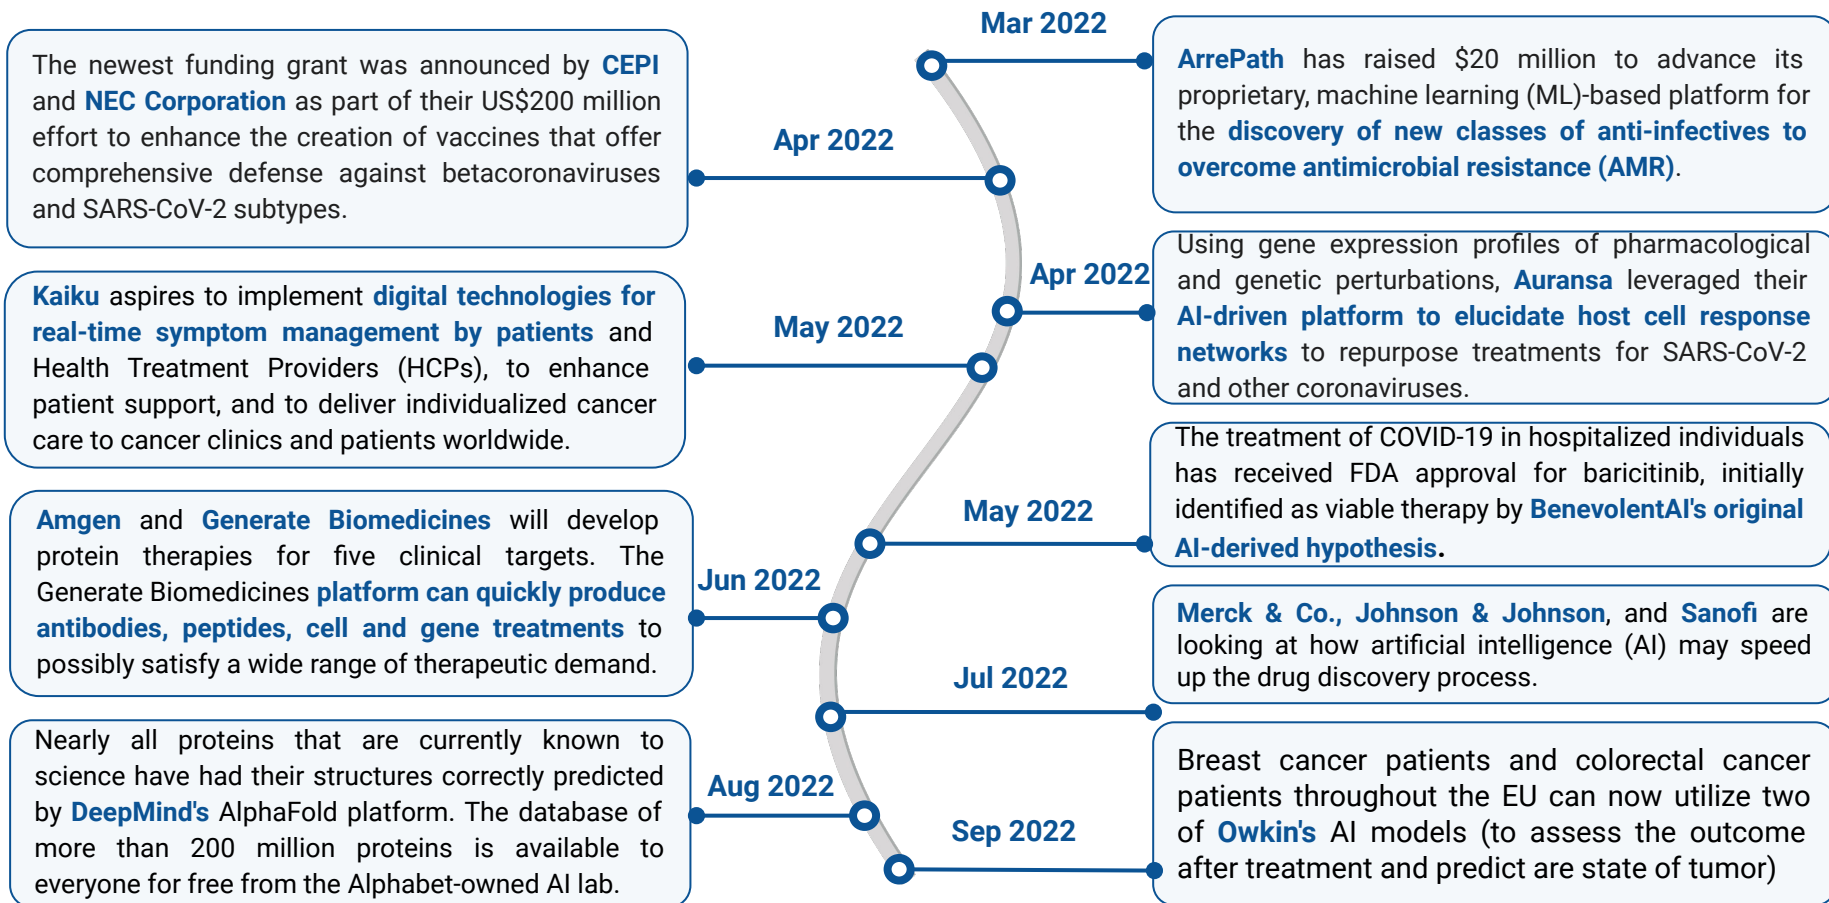 Mar 2022
ArrePath has raised $20 million to advance its
proprietary, machine learning (ML)-based platform for
the discovery of new classes of anti-infectives to
overcome antimicrobial resistance (AMR).
The newest funding grant was announced by CEPI
and NEC Corporation as part of their US$200 million
effort to enhance the creation of vaccines that offer
comprehensive defense against betacoronaviruses
and SARS-CoV-2 subtypes.
Apr 2022
Apr 2022
Using gene expression profiles of pharmacological
and genetic perturbations, Auransa leveraged their
AI-driven platform to elucidate host cell response
networks to repurpose treatments for SARS-CoV-2
and other coronaviruses.
Kaiku aspires to implement digital technologies for
real-time symptom management by patients and
Health Treatment Providers (HCPs), to enhance
patient support, and to deliver individualized cancer
care to cancer clinics and patients worldwide.
May 2022
May 2022
The treatment of COVID-19 in hospitalized individuals
has received FDA approval for baricitinib, initially
identified as viable therapy by BenevolentAI's original
AI-derived hypothesis.
Amgen and Generate Biomedicines will develop
protein therapies for five clinical targets. The
Generate Biomedicines platform can quickly produce
antibodies, peptides, cell and gene treatments to
possibly satisfy a wide range of therapeutic demand.
Jun 2022
Jul 2022
Merck & Co., Johnson & Johnson, and Sanofi are
looking at how artificial intelligence (AI) may speed
up the drug discovery process.
Nearly all proteins that are currently known to
science have had their structures correctly predicted
by DeepMind's AlphaFold platform. The database of
more than 200 million proteins is available to
everyone for free from the Alphabet-owned AI lab.
Aug 2022
Sep 2022
Breast cancer patients and colorectal cancer
patients throughout the EU can now utilize two
of Owkin's AI models (to assess the outcome
after treatment and predict are state of tumor)